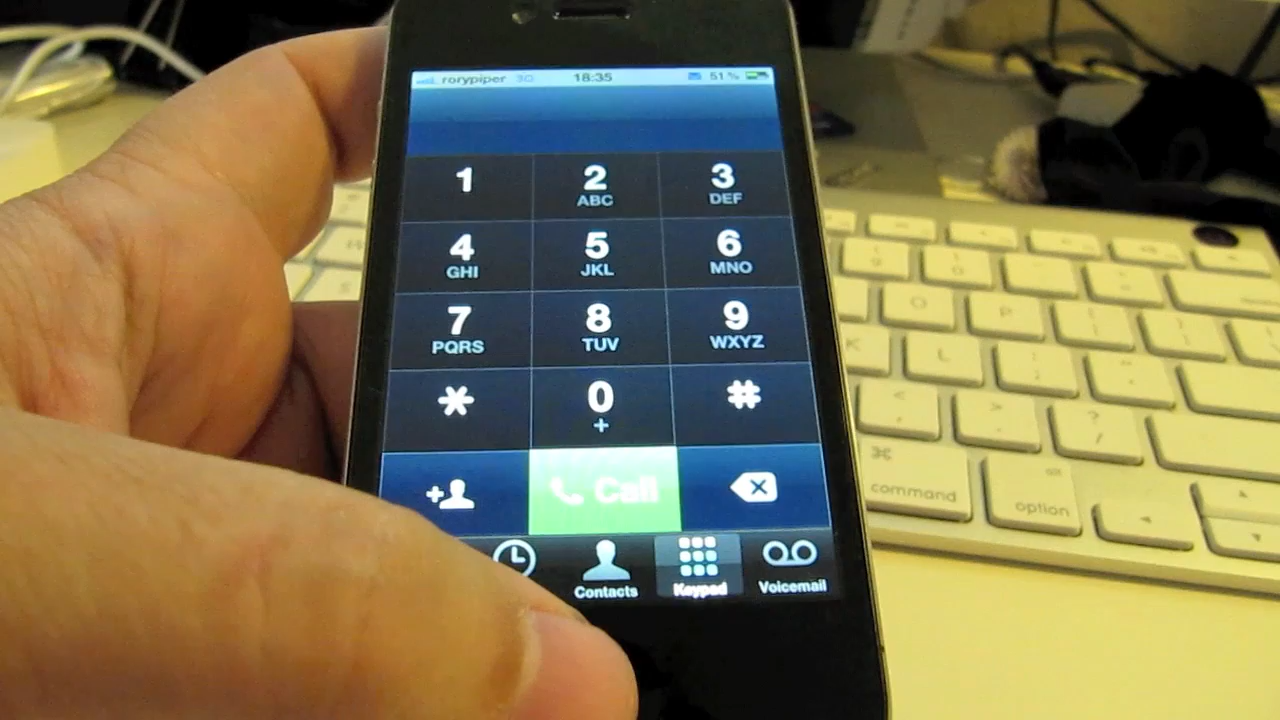 rorypiper 3G 18:35 51%
1 2 3
ABC DEF
4 5 6
GHI JKL MNO
7 8 9
PQRS TUV WXYZ
* 0 #
+
+ Call
Contacts Keypad Voicemail
O P
K L
< > ?
, . /
⌘ alt
command option